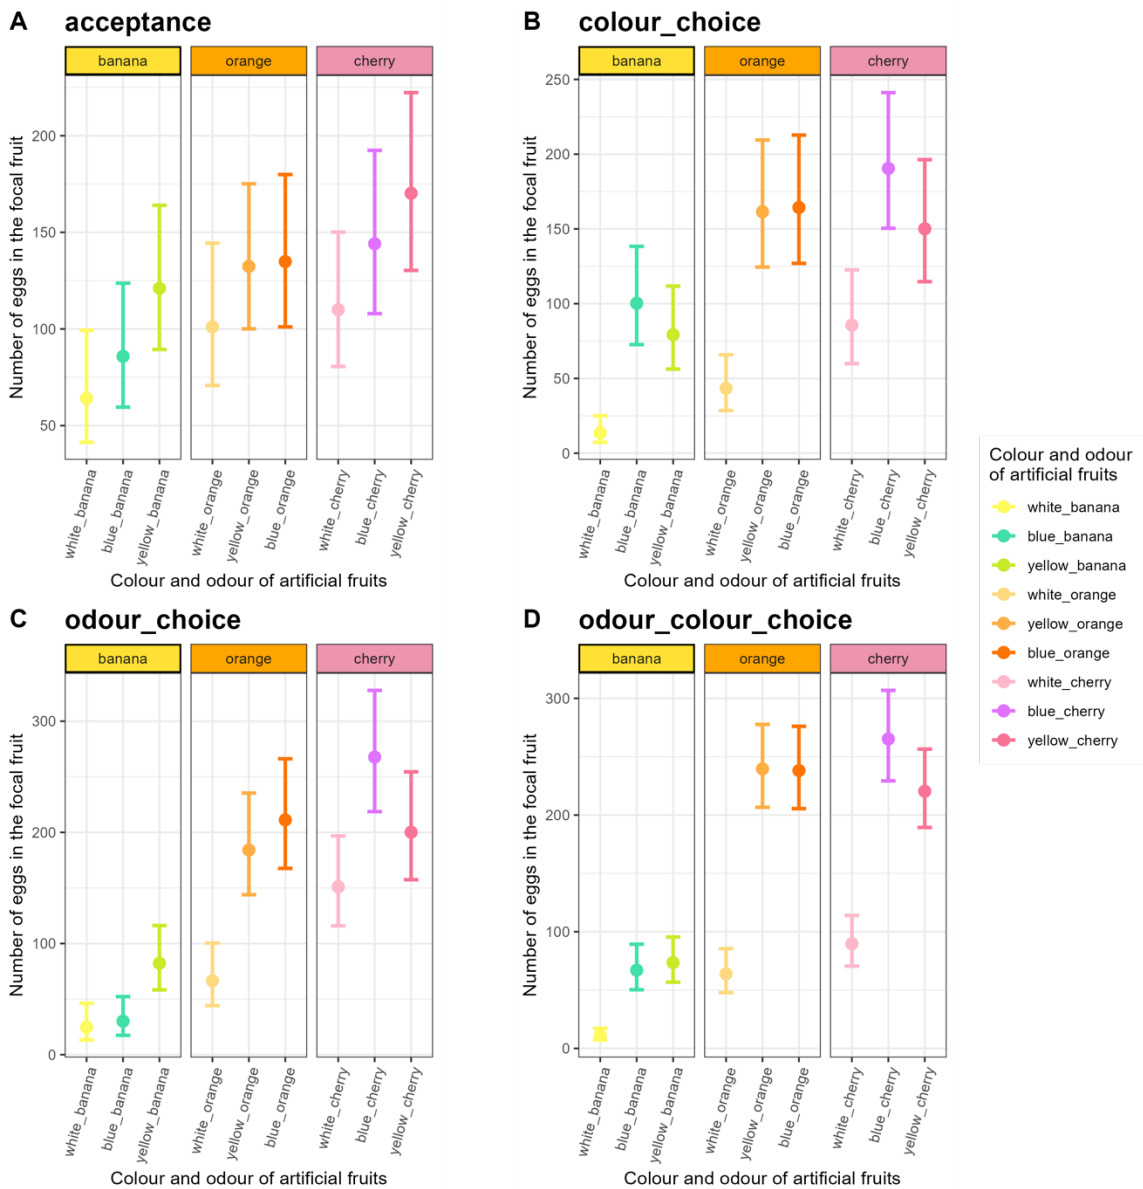 A acceptance
banana orange cherry
Number of eggs in the focal fruit
200
150
100
50
white_banana blue_banana yellow_banana white_orange yellow_orange blue_orange white_cherry blue_cherry yellow_cherry
Colour and odour of artificial fruits
B colour_choice
banana orange cherry
Number of eggs in the focal fruit
250
200
150
100
50
0
white_banana blue_banana yellow_banana white_orange yellow_orange blue_orange white_cherry blue_cherry yellow_cherry
Colour and odour of artificial fruits
Colour and odour
of artificial fruits
white_banana
blue_banana
yellow_banana
white_orange
yellow_orange
blue_orange
white_cherry
blue_cherry
yellow_cherry
C odour_choice
banana orange cherry
Number of eggs in the focal fruit
300
200
100
0
white_banana blue_banana yellow_banana white_orange yellow_orange blue_orange white_cherry blue_cherry yellow_cherry
Colour and odour of artificial fruits
D odour_colour_choice
banana orange cherry
Number of eggs in the focal fruit
300
200
100
0
white_banana blue_banana yellow_banana white_orange yellow_orange blue_orange white_cherry blue_cherry yellow_cherry
Colour and odour of artificial fruits